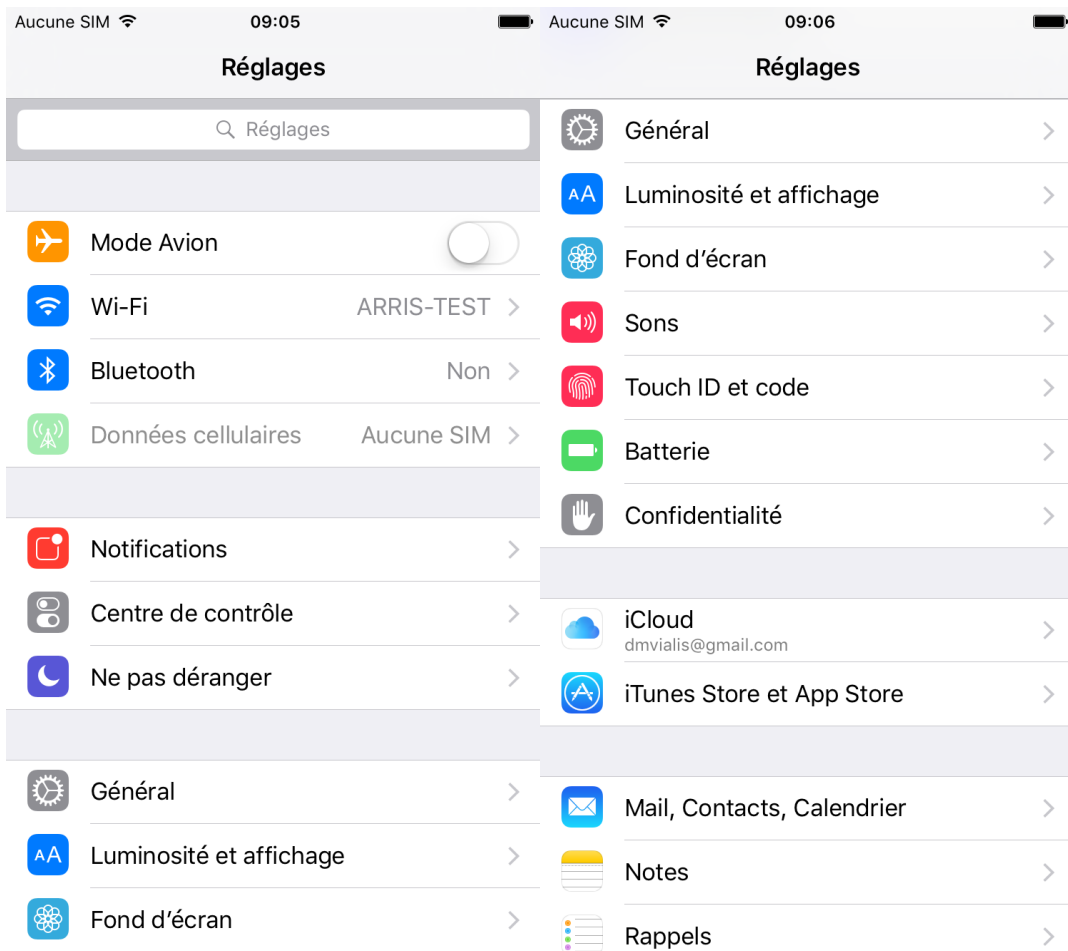 Aucune SIM 09:05
Réglages
Réglages
Mode Avion
Wi-Fi ARRIS-TEST
Bluetooth Non
Données cellulaires Aucune SIM
Notifications
Centre de contrôle
Ne pas déranger
Général
AA Luminosité et affichage
Fond d’écran
Aucune SIM 09:06
Réglages
Général
AA Luminosité et affichage
Fond d’écran
Sons
Touch ID et code
Batterie
Confidentialité
iCloud
dmvialis@gmail.com
iTunes Store et App Store
Mail, Contacts, Calendrier
Notes
Rappels